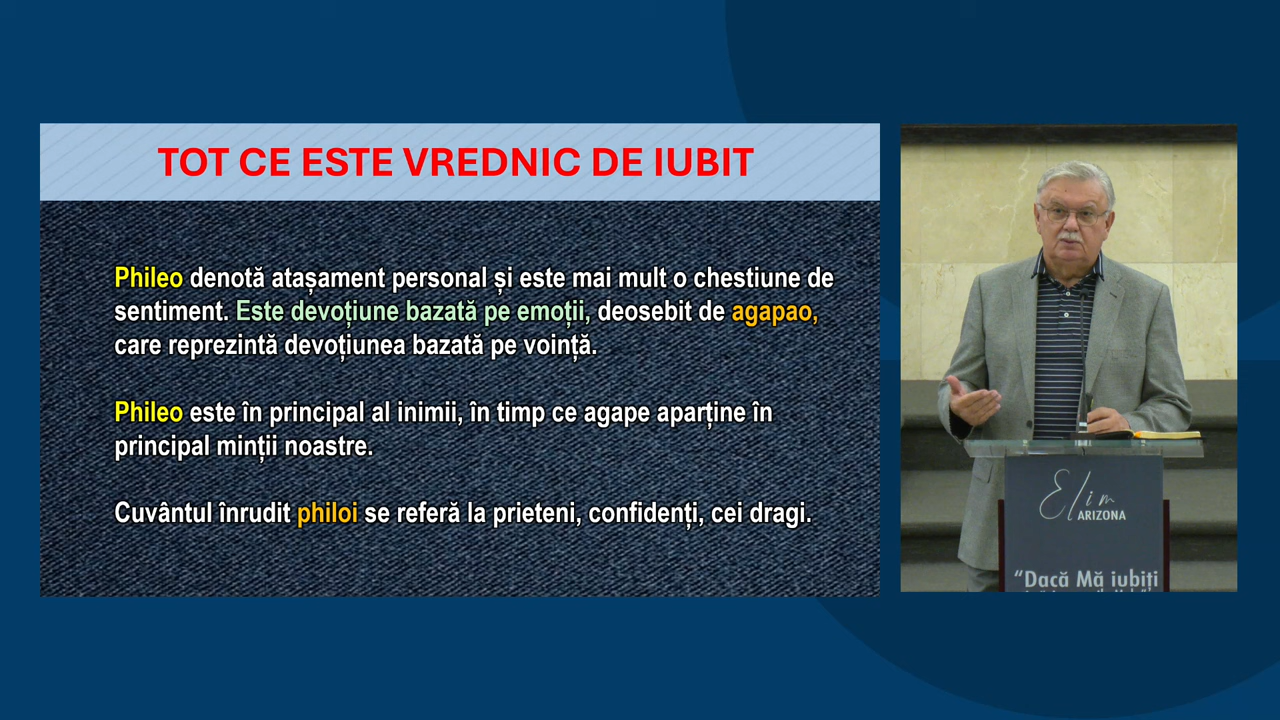 TOT CE ESTE VREDNIC DE IUBIT
Phileo denotă atașament personal și este mai mult o chestiune de
sentiment. Este devoțiune bazată pe emoții, deosebit de agapao,
care reprezintă devoțiunea bazată pe voință.
Phileo este în principal al inimii, în timp ce agape aparține în
principal minții noastre.
Cuvântul înrudit philoi se referă la prieteni, confidenți, cei dragi.
Elim
ARIZONA
“Dacă Mă iubiți